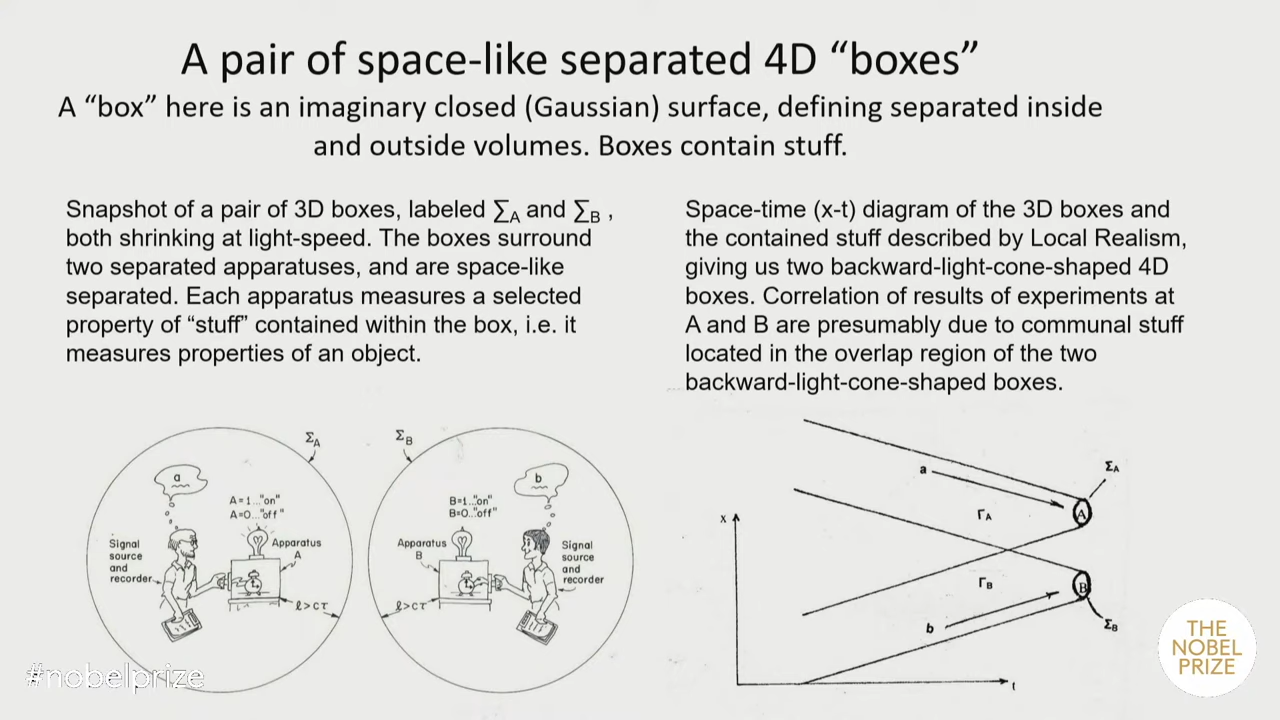 A pair of space-like separated 4D “boxes”
A “box” here is an imaginary closed (Gaussian) surface, defining separated inside
and outside volumes. Boxes contain stuff.
Snapshot of a pair of 3D boxes, labeled ∑A and ∑B ,
both shrinking at light-speed. The boxes surround
two separated apparatuses, and are space-like
separated. Each apparatus measures a selected
property of “stuff” contained within the box, i.e. it
measures properties of an object.
Space-time (x-t) diagram of the 3D boxes and
the contained stuff described by Local Realism,
giving us two backward-light-cone-shaped 4D
boxes. Correlation of results of experiments at
A and B are presumably due to communal stuff
located in the overlap region of the two
backward-light-cone-shaped boxes.
ΣA
a
A=1..."on"
A=0..."off"
Signal
source
and
recorder
Apparatus
A
ℓ>cτ
ΣB
b
B=1..."on"
B=0..."off"
Apparatus
B
Signal
source
and
recorder
ℓ>cτ
x
a
ΣA
A
ΓA
ΓB
B
b
ΣB
t
#nobelprize
THE
NOBEL
PRIZE